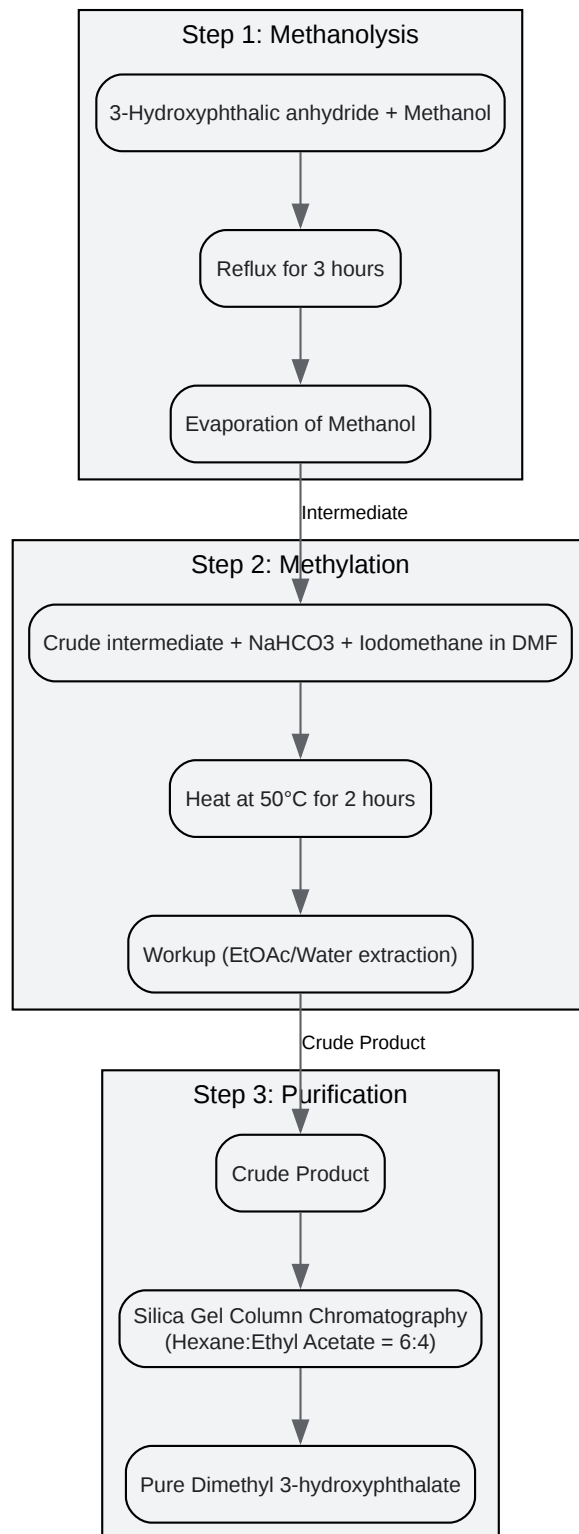 Step 1: Methanolysis
3-Hydroxyphthalic anhydride + Methanol
Reflux for 3 hours
Evaporation of Methanol
Intermediate
Step 2: Methylation
Crude intermediate + NaHCO3 + Iodomethane in DMF
Heat at 50°C for 2 hours
Workup (EtOAc/Water extraction)
Crude Product
Step 3: Purification
Crude Product
Silica Gel Column Chromatography
(Hexane:Ethyl Acetate = 6:4)
Pure Dimethyl 3-hydroxyphthalate